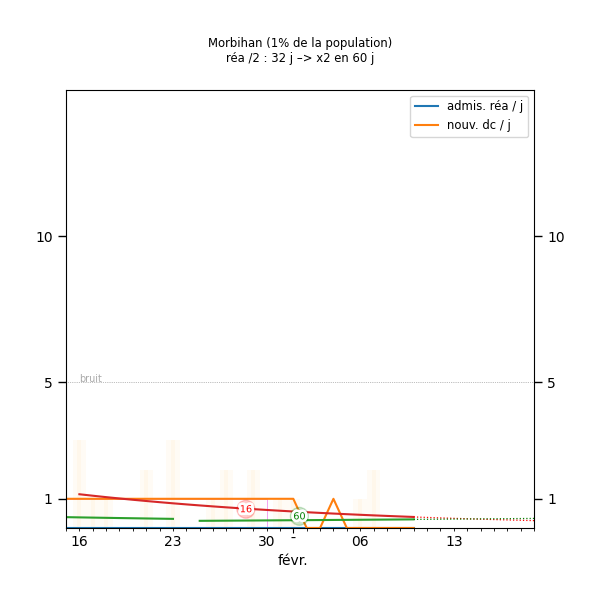 Morbihan (1% de la population)
réa /2 : 32 j –> x2 en 60 j
admis. réa / j
nouv. dc / j
10 10
bruit
5 5
-16
60
1 1
16 23 30 - 06 13
févr.